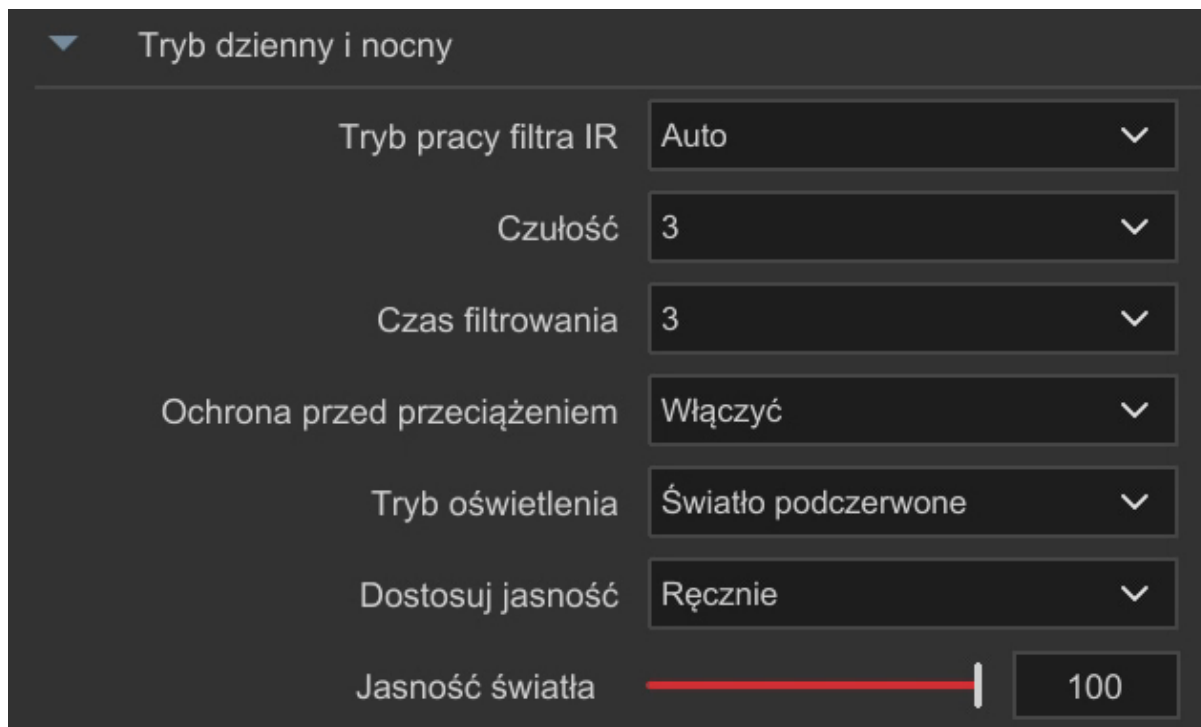 Tryb dzienny i nocny
Tryb pracy filtra IR Auto
Czułość 3
Czas filtrowania 3
Ochrona przed przeciążeniem Włączyć
Tryb oświetlenia Światło podczerwone
Dostosuj jasność Ręcznie
Jasność światła 100